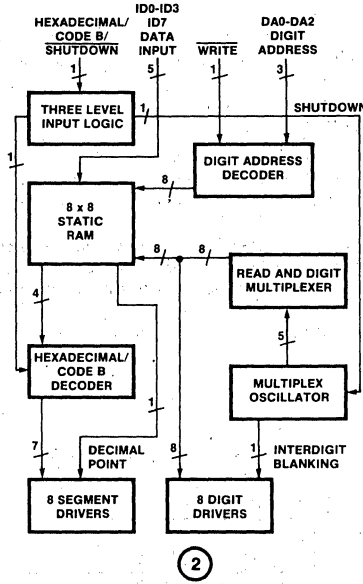 HEXADECIMAL/
CODE B/
SHUTDOWN
ID0-ID3
ID7
DATA
INPUT
WRITE
DA0-DA2
DIGIT
ADDRESS
1
5
1
3
THREE LEVEL
INPUT LOGIC
1
SHUTDOWN
1
DIGIT ADDRESS
DECODER
8
8 x 8
STATIC
RAM
8
8
READ AND DIGIT
MULTIPLEXER
4
5
HEXADECIMAL/
CODE B
DECODER
1
MULTIPLEX
OSCILLATOR
7
DECIMAL
POINT
8
1
INTERDIGIT
BLANKING
8 SEGMENT
DRIVERS
8 DIGIT
DRIVERS
2